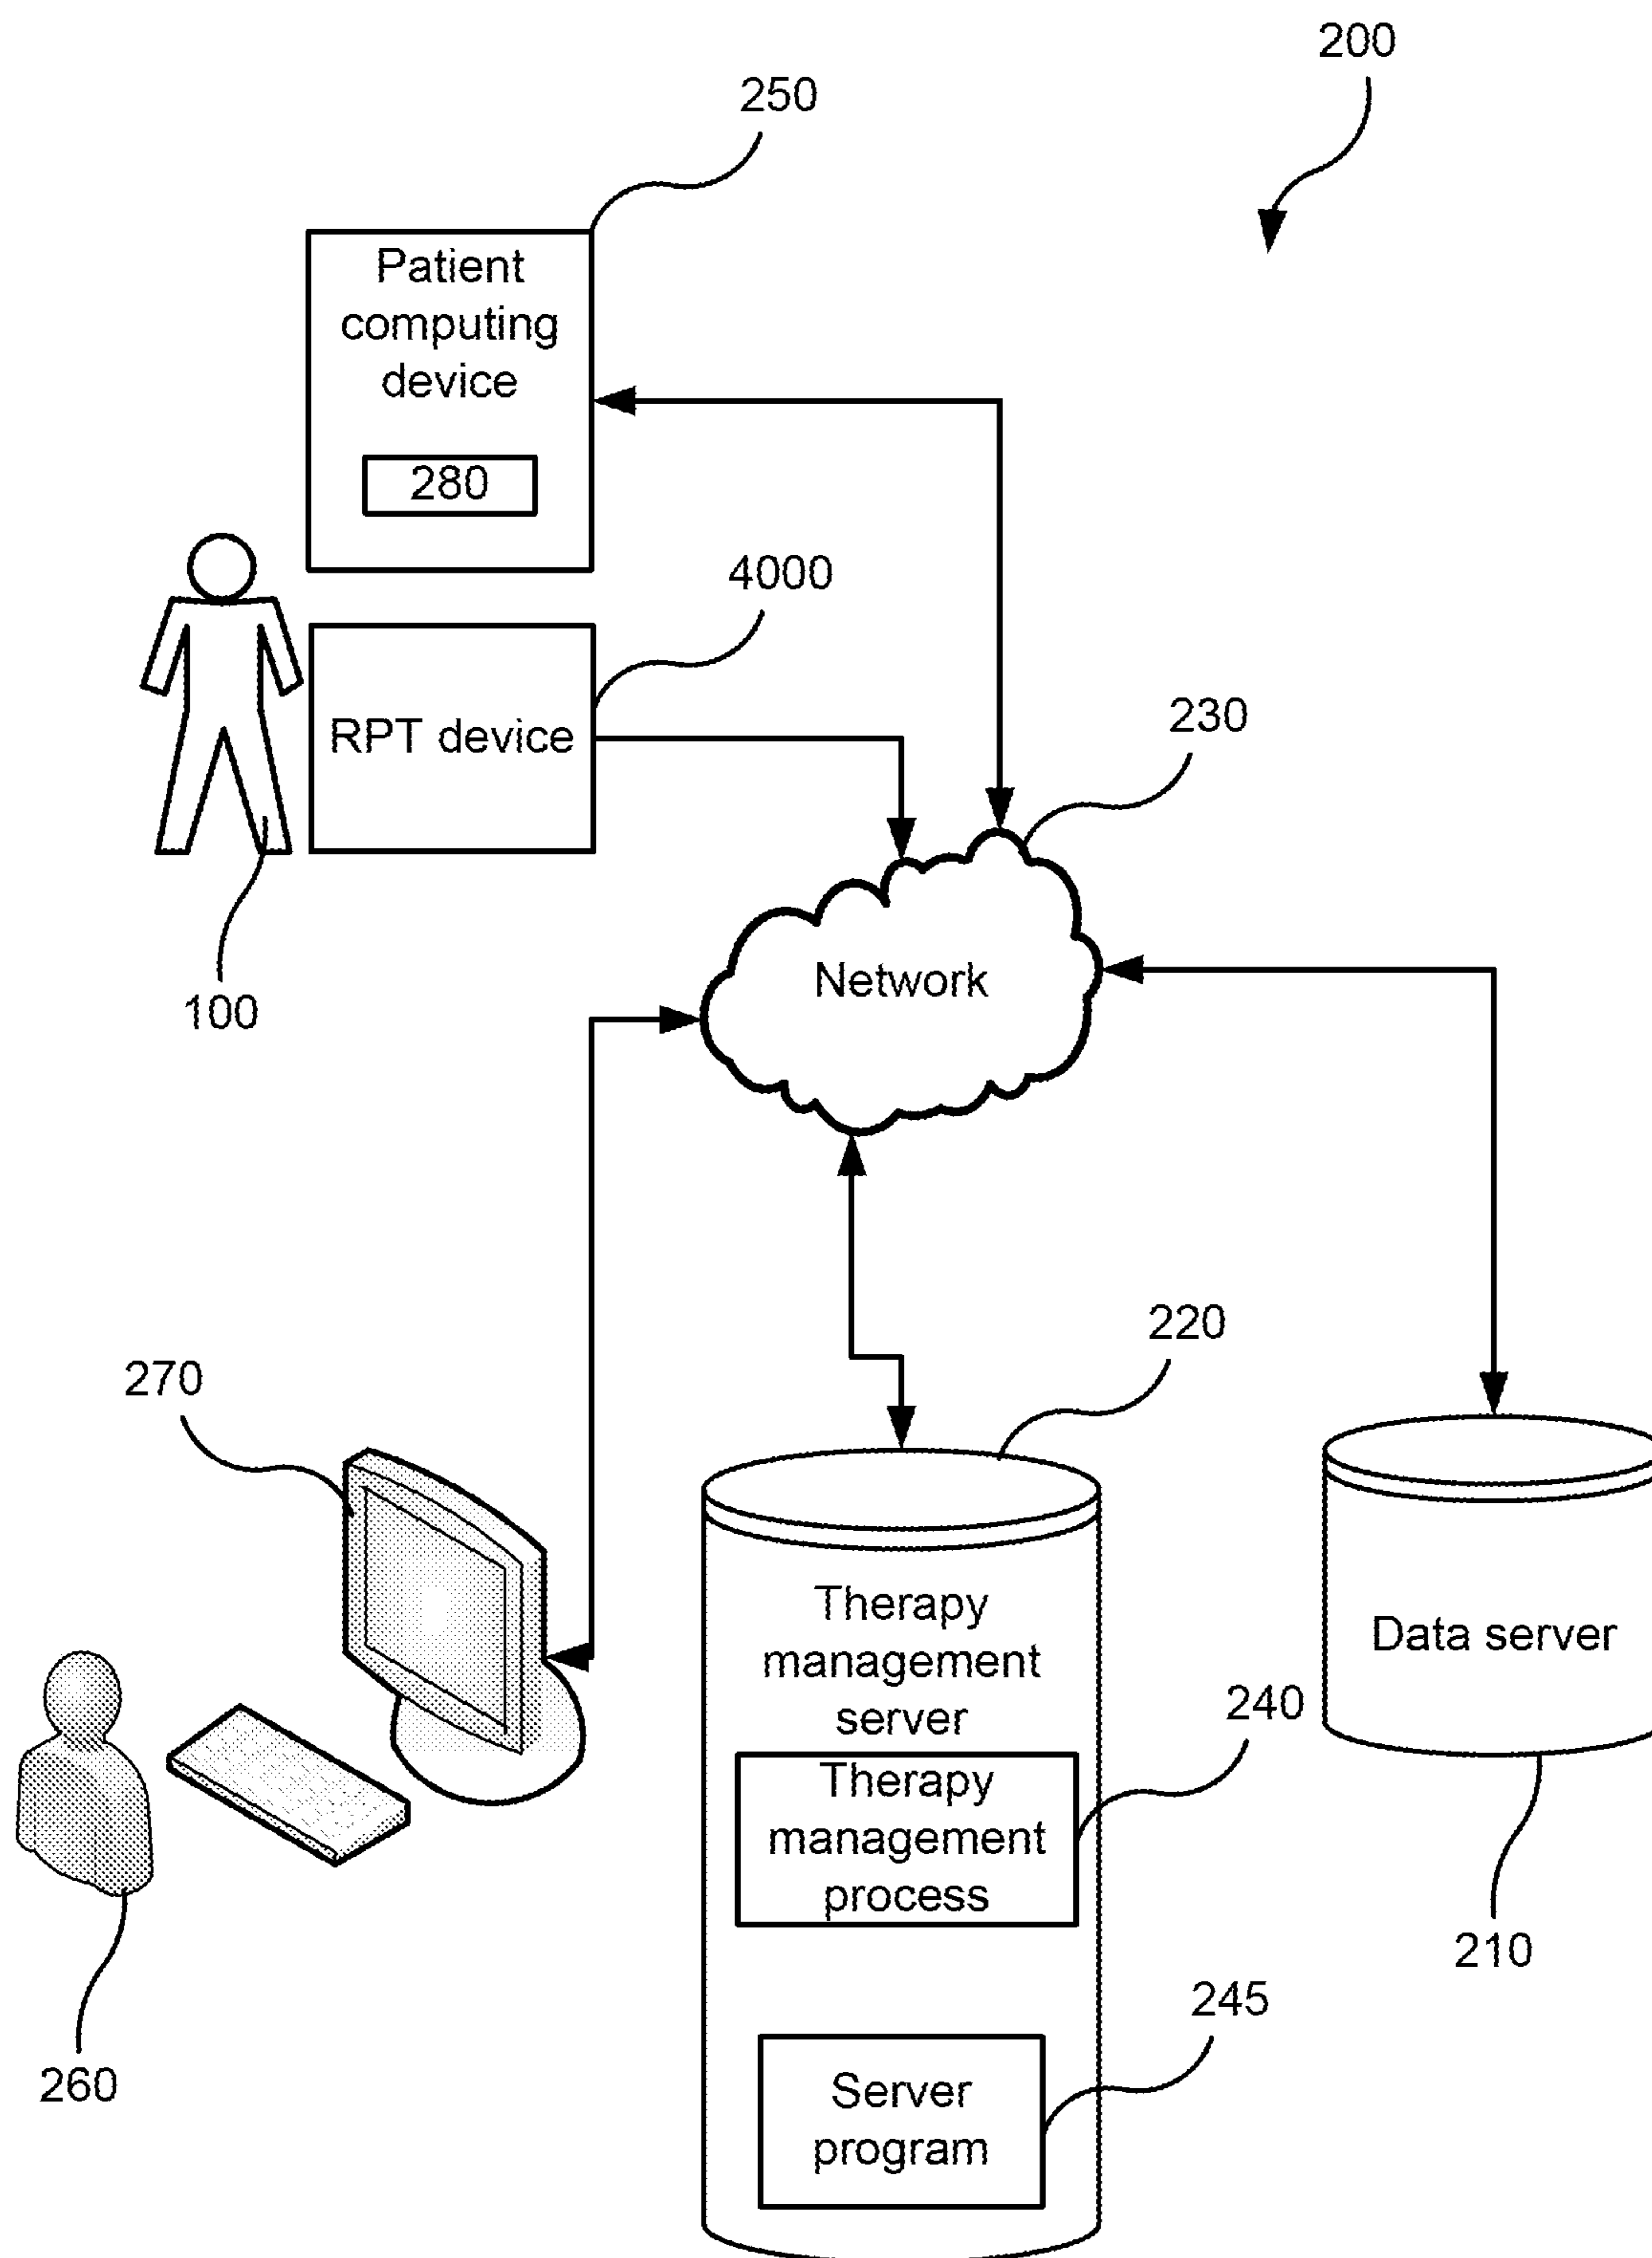 200
250
Patient
computing
device
280
4000
RPT device
230
100
Network
220
270
Therapy
management
server
Data server
240
Therapy
management
process
210
245
260
Server
program